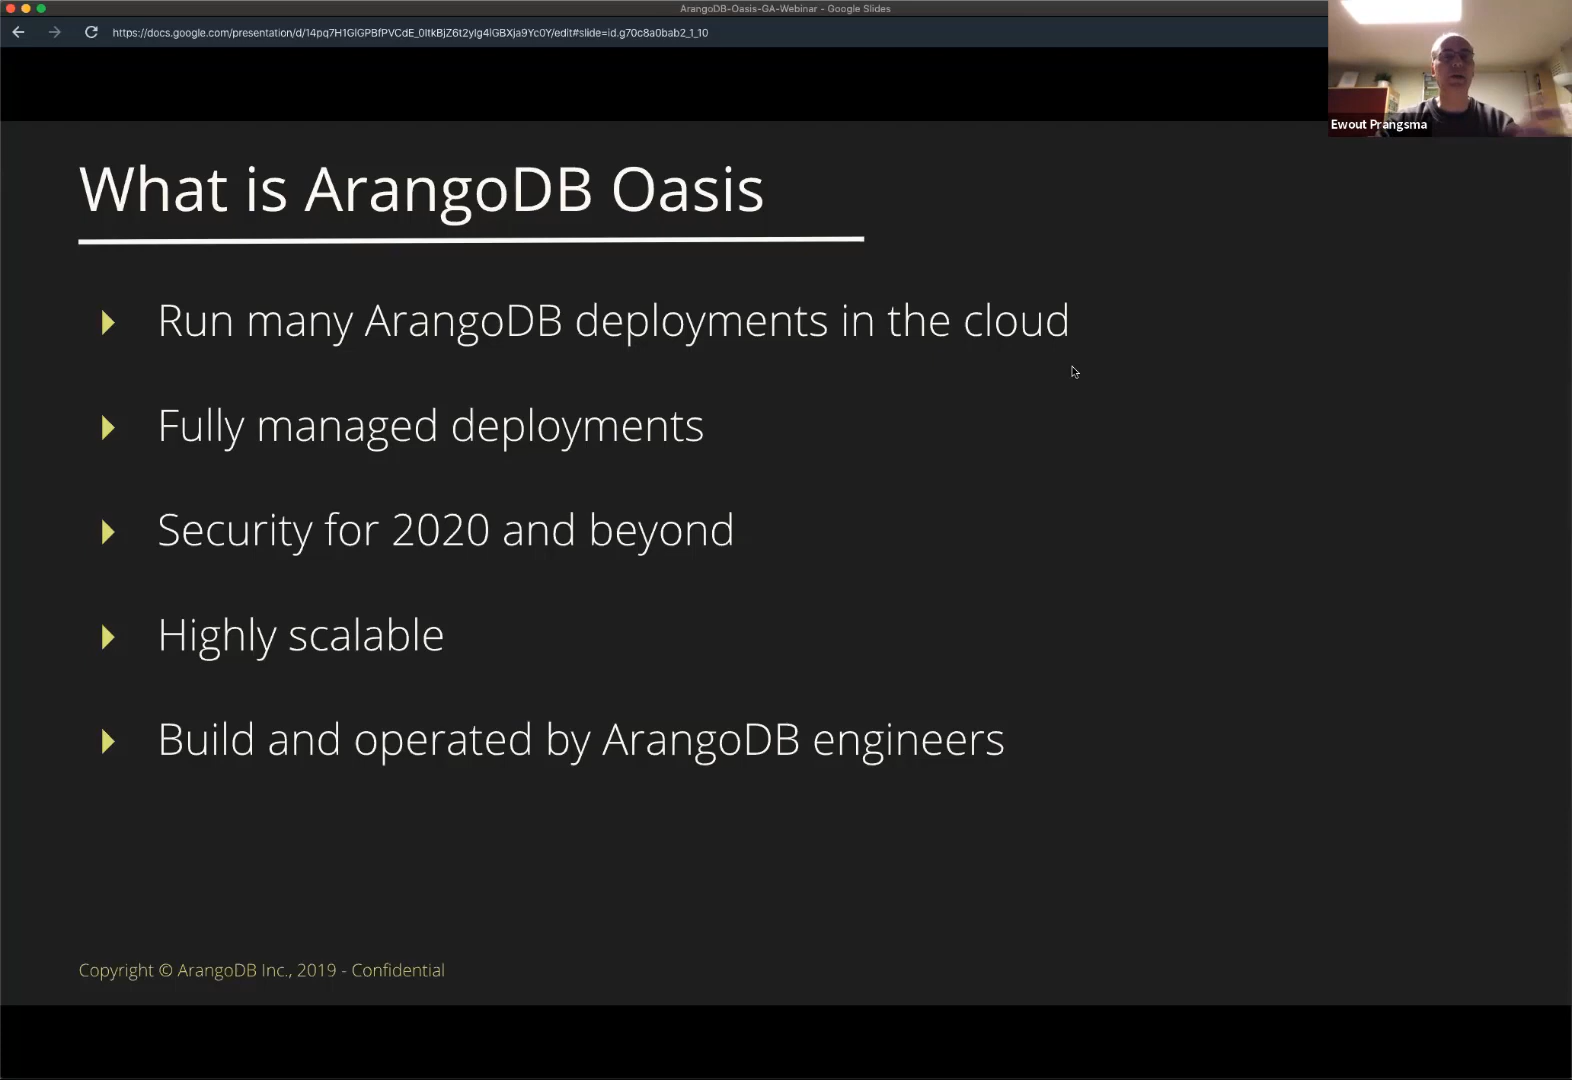 ArangoDB-Oasis-GA-Webinar - Google Slides
https://docs.google.com/presentation/d/14pq7H1GlGPBfPVCdE_0ltkBjZ6t2ylg4lGBXja9Yc0Y/edit#slide=id.g70c8a0bab2_1_10
Ewout Prangsma
What is ArangoDB Oasis
Run many ArangoDB deployments in the cloud
Fully managed deployments
Security for 2020 and beyond
Highly scalable
Build and operated by ArangoDB engineers
Copyright © ArangoDB Inc., 2019 - Confidential